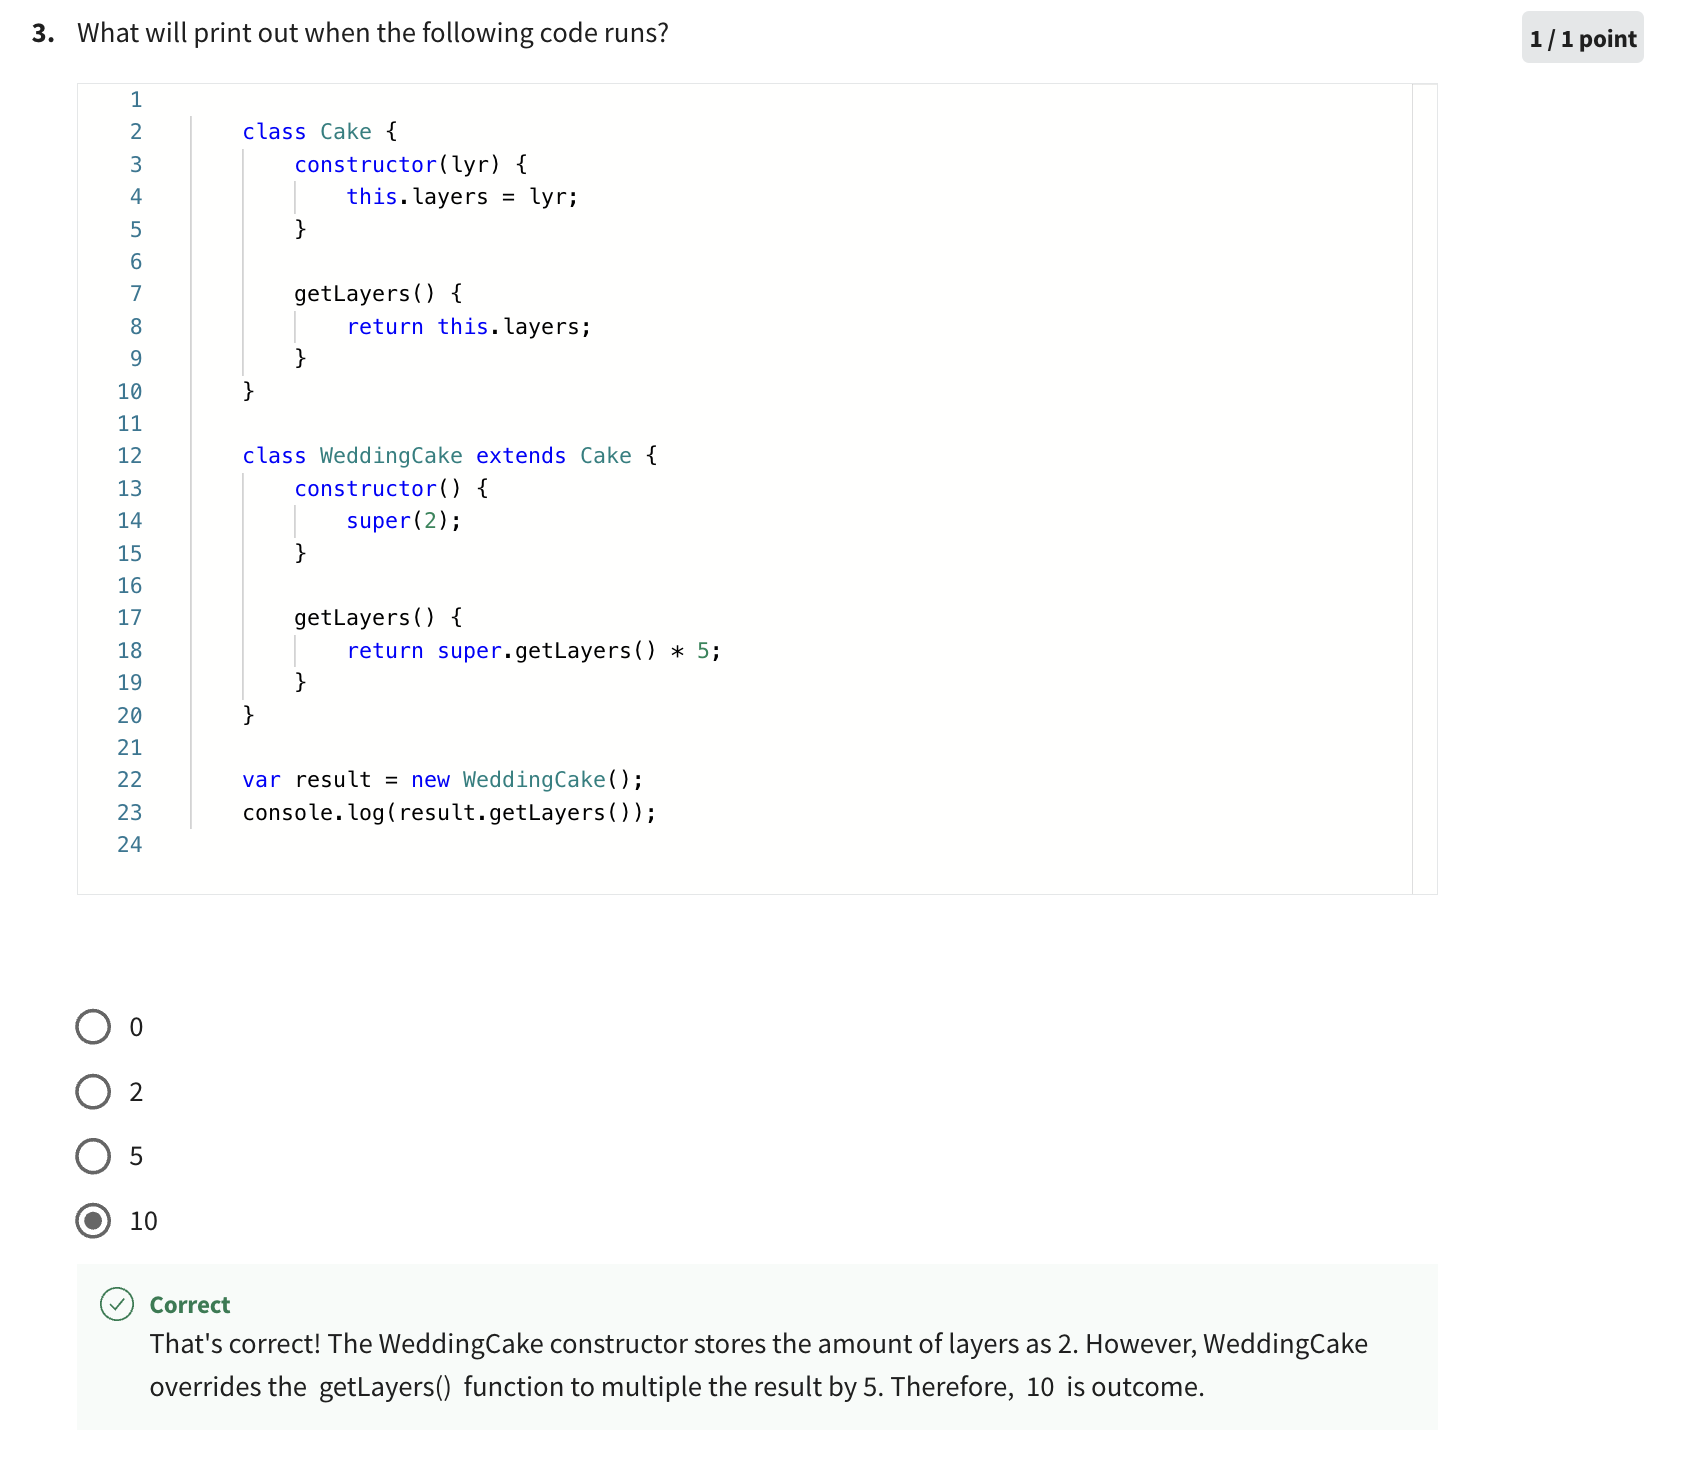 3. What will print out when the following code runs?
1 / 1 point
1
2 class Cake {
3 constructor(lyr) {
4 this.layers = lyr;
5 }
6
7 getLayers() {
8 return this.layers;
9 }
10 }
11
12 class WeddingCake extends Cake {
13 constructor() {
14 super(2);
15 }
16
17 getLayers() {
18 return super.getLayers() * 5;
19 }
20 }
21
22 var result = new WeddingCake();
23 console.log(result.getLayers());
24
0
2
5
10
Correct
That's correct! The WeddingCake constructor stores the amount of layers as 2. However, WeddingCake
overrides the getLayers() function to multiple the result by 5. Therefore, 10 is outcome.